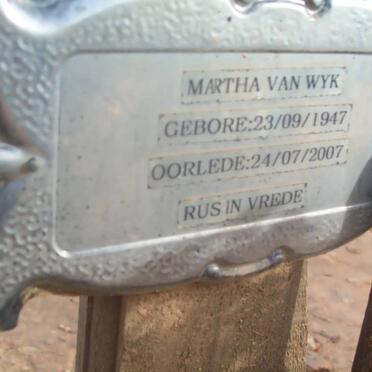 MARTHA VAN WYK
GEBORE:23/09/1947
OORLEDE:24/07/2007
RUS IN VREDE